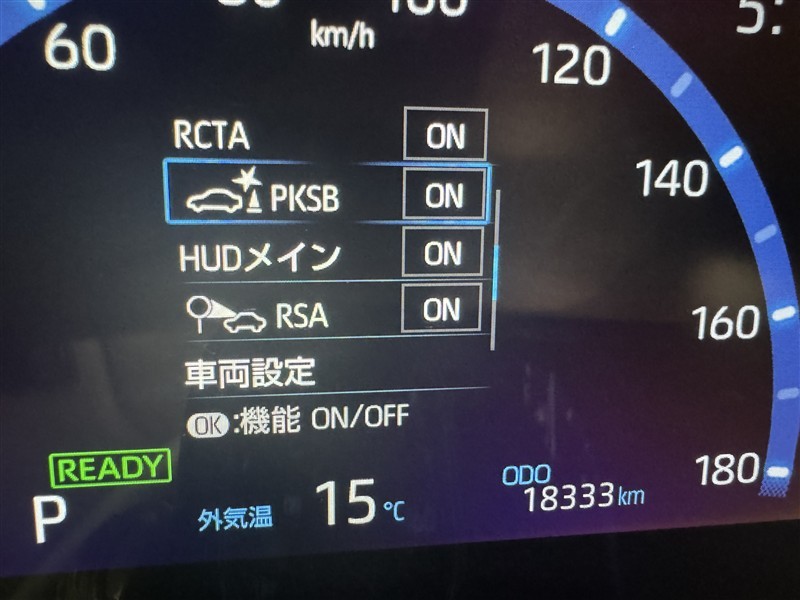 60
km/h
120
RCTA ON
PKSB ON
140
HUDメイン ON
RSA ON
160
車両設定
OK:機能 ON/OFF
READY
180
P
外気温 15℃
ODO
18333km